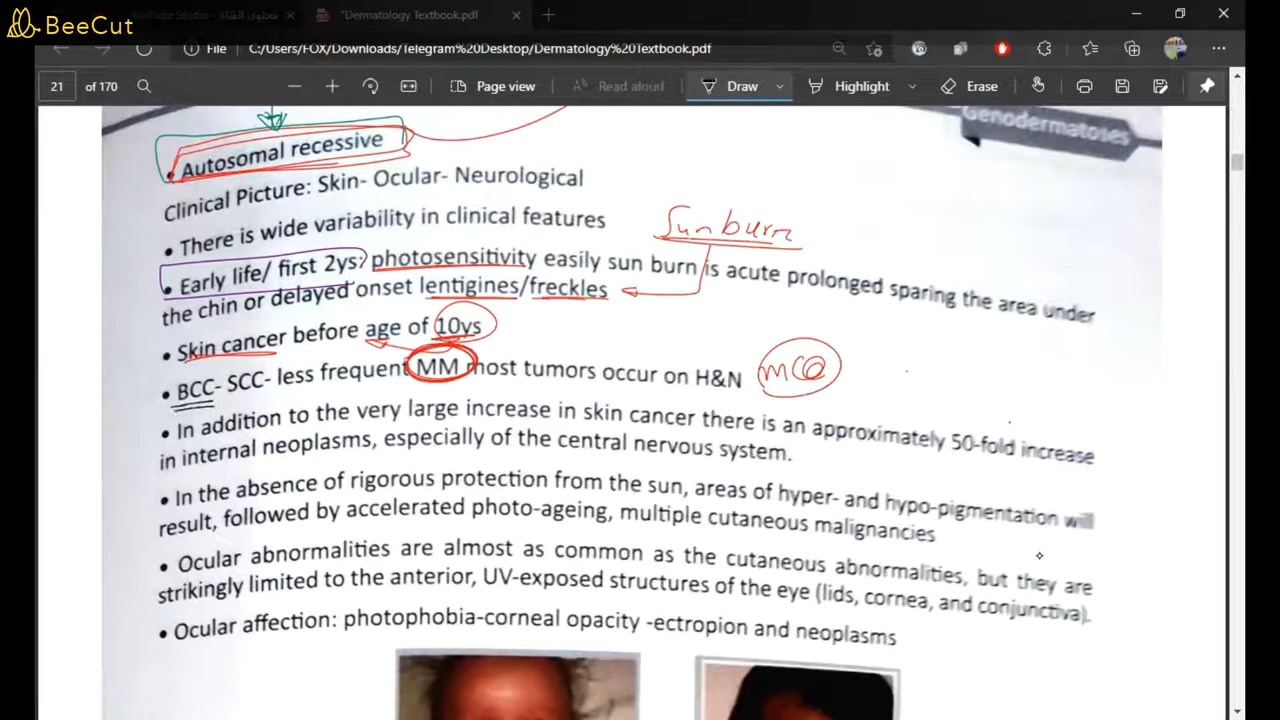 BeeCut
"Dermatology Textbook.pdf
File C:/Users/FOX/Downloads/Telegram%20Desktop/Dermatology%20Textbook.pdf
21 of 170 Page view Read aloud Draw Highlight Erase
Genodermatoses
• Autosomal recessive
Clinical Picture: Skin- Ocular- Neurological
• There is wide variability in clinical features
Sunburn
• Early life/ first 2ys: photosensitivity easily sun burn is acute prolonged sparing the area under
the chin or delayed onset lentigines/freckles
• Skin cancer before age of 10ys
• BCC- SCC- less frequent MM most tumors occur on H&N
MCQ
• In addition to the very large increase in skin cancer there is an approximately 50-fold increase
in internal neoplasms, especially of the central nervous system.
• In the absence of rigorous protection from the sun, areas of hyper- and hypo-pigmentation will
result, followed by accelerated photo-ageing, multiple cutaneous malignancies
• Ocular abnormalities are almost as common as the cutaneous abnormalities, but they are
strikingly limited to the anterior, UV-exposed structures of the eye (lids, cornea, and conjunctiva).
• Ocular affection: photophobia-corneal opacity -ectropion and neoplasms